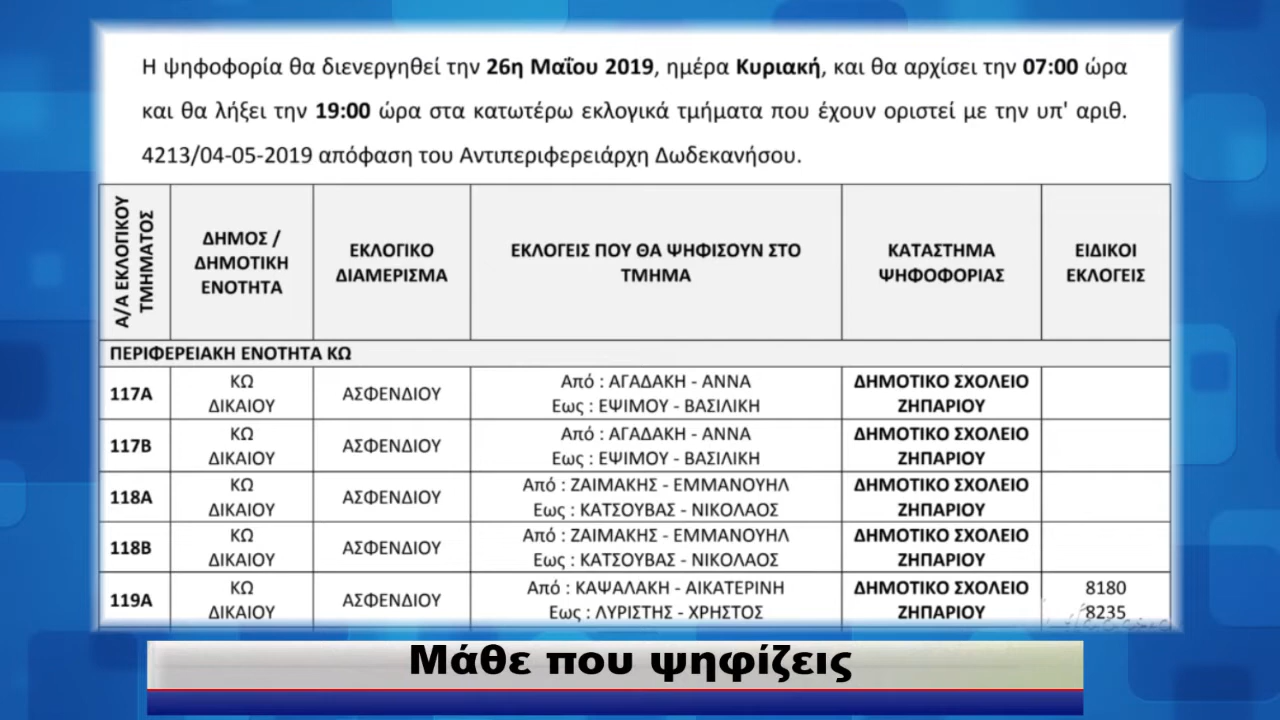 Η ψηφοφορία θα διενεργηθεί την 26η Μαΐου 2019, ημέρα Κυριακή, και θα αρχίσει την 07:00 ώρα
και θα λήξει την 19:00 ώρα στα κατωτέρω εκλογικά τμήματα που έχουν οριστεί με την υπ' αριθ.
4213/04-05-2019 απόφαση του Αντιπεριφερειάρχη Δωδεκανήσου.
Α/Α ΕΚΛΟΓΙΚΟΥ
ΤΜΗΜΑΤΟΣ
ΔΗΜΟΣ /
ΔΗΜΟΤΙΚΗ
ΕΝΟΤΗΤΑ
ΕΚΛΟΓΙΚΟ
ΔΙΑΜΕΡΙΣΜΑ
ΕΚΛΟΓΕΙΣ ΠΟΥ ΘΑ ΨΗΦΙΣΟΥΝ ΣΤΟ
ΤΜΗΜΑ
ΚΑΤΑΣΤΗΜΑ
ΨΗΦΟΦΟΡΙΑΣ
ΕΙΔΙΚΟΙ
ΕΚΛΟΓΕΙΣ
ΠΕΡΙΦΕΡΕΙΑΚΗ ΕΝΟΤΗΤΑ ΚΩ
117Α
ΚΩ
ΔΙΚΑΙΟΥ
ΑΣΦΕΝΔΙΟΥ
Από : ΑΓΑΔΑΚΗ - ΑΝΝΑ
Εως : ΕΨΙΜΟΥ - ΒΑΣΙΛΙΚΗ
ΔΗΜΟΤΙΚΟ ΣΧΟΛΕΙΟ
ΖΗΠΑΡΙΟΥ
117Β
ΚΩ
ΔΙΚΑΙΟΥ
ΑΣΦΕΝΔΙΟΥ
Από : ΑΓΑΔΑΚΗ - ΑΝΝΑ
Εως : ΕΨΙΜΟΥ - ΒΑΣΙΛΙΚΗ
ΔΗΜΟΤΙΚΟ ΣΧΟΛΕΙΟ
ΖΗΠΑΡΙΟΥ
118Α
ΚΩ
ΔΙΚΑΙΟΥ
ΑΣΦΕΝΔΙΟΥ
Από : ΖΑΙΜΑΚΗΣ - ΕΜΜΑΝΟΥΗΛ
Εως : ΚΑΤΣΟΥΒΑΣ - ΝΙΚΟΛΑΟΣ
ΔΗΜΟΤΙΚΟ ΣΧΟΛΕΙΟ
ΖΗΠΑΡΙΟΥ
118Β
ΚΩ
ΔΙΚΑΙΟΥ
ΑΣΦΕΝΔΙΟΥ
Από : ΖΑΙΜΑΚΗΣ - ΕΜΜΑΝΟΥΗΛ
Εως : ΚΑΤΣΟΥΒΑΣ - ΝΙΚΟΛΑΟΣ
ΔΗΜΟΤΙΚΟ ΣΧΟΛΕΙΟ
ΖΗΠΑΡΙΟΥ
119Α
ΚΩ
ΔΙΚΑΙΟΥ
ΑΣΦΕΝΔΙΟΥ
Από : ΚΑΨΑΛΑΚΗ - ΑΙΚΑΤΕΡΙΝΗ
Εως : ΛΥΡΙΣΤΗΣ - ΧΡΗΣΤΟΣ
ΔΗΜΟΤΙΚΟ ΣΧΟΛΕΙΟ
ΖΗΠΑΡΙΟΥ
8180
8235
Μάθε που ψηφίζεις